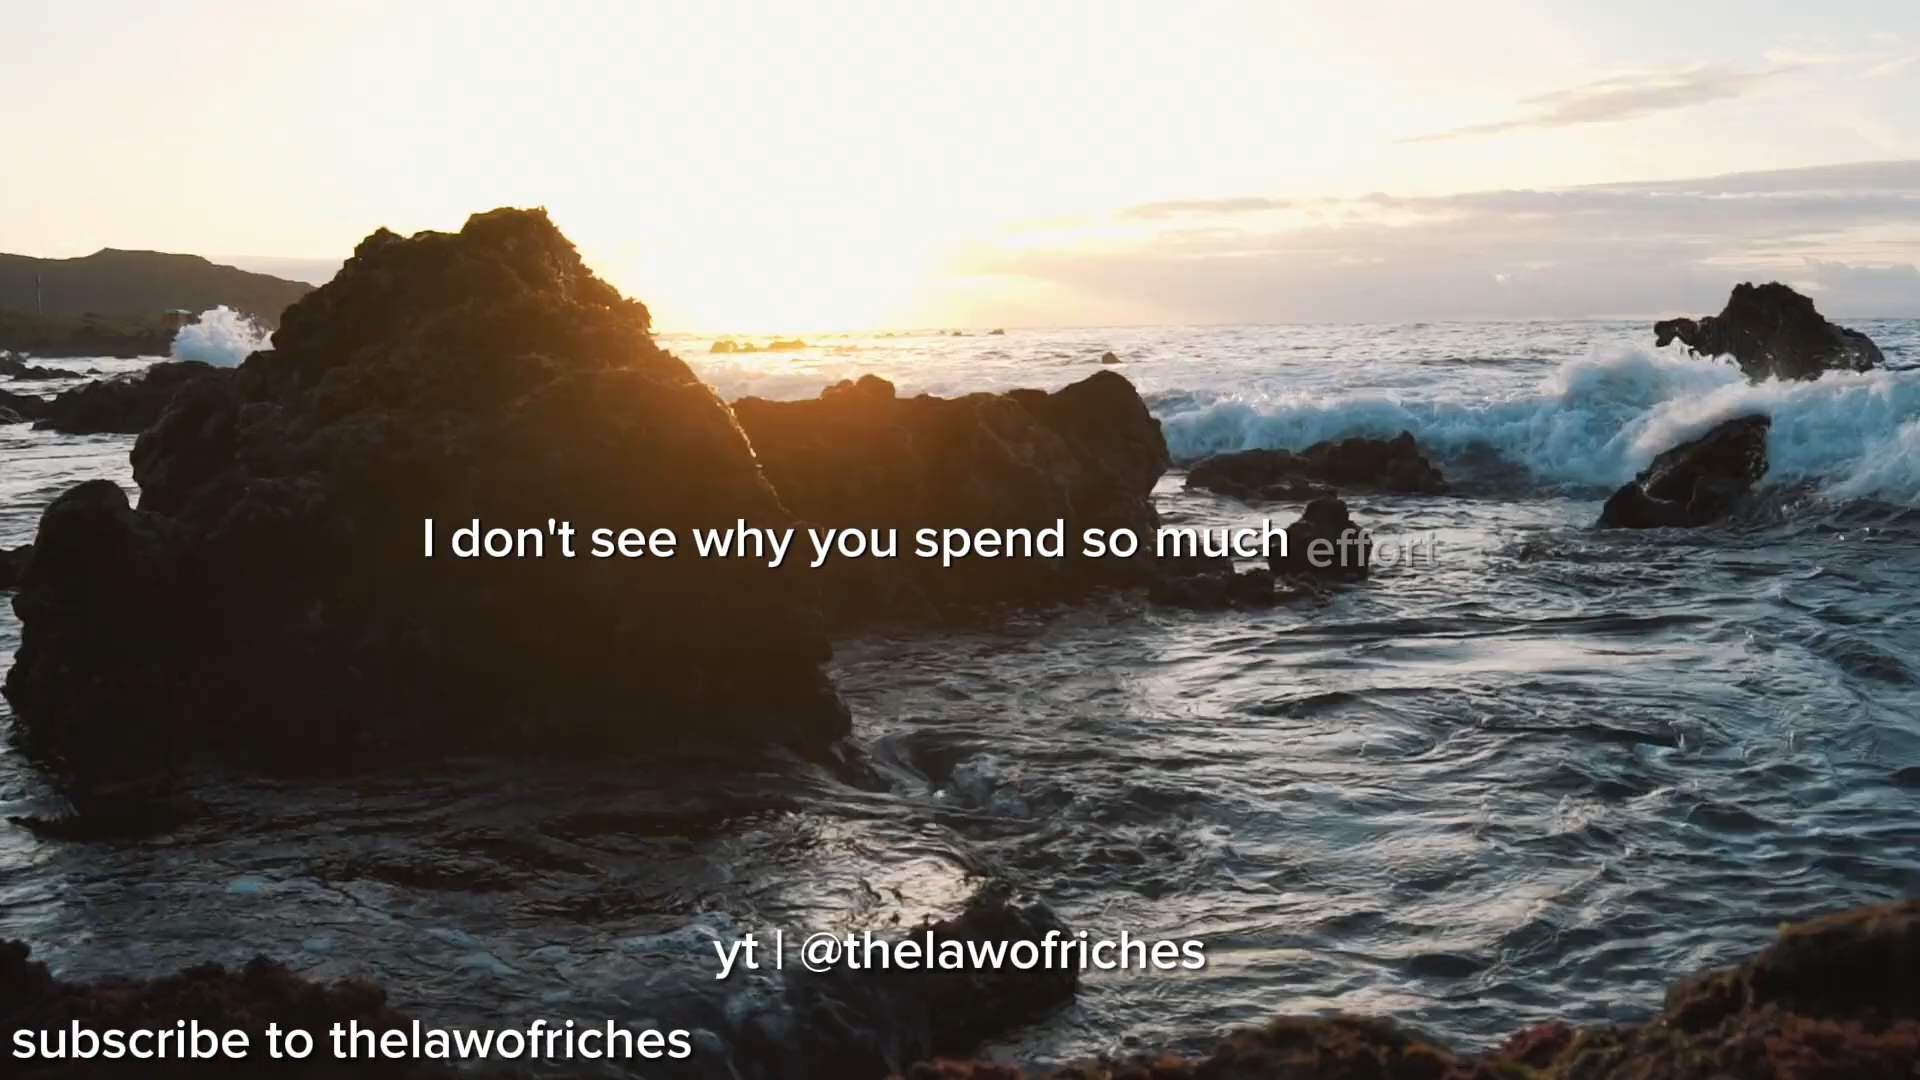 I don't see why you spend so much effort
yt | @thelawofriches
subscribe to thelawofriches